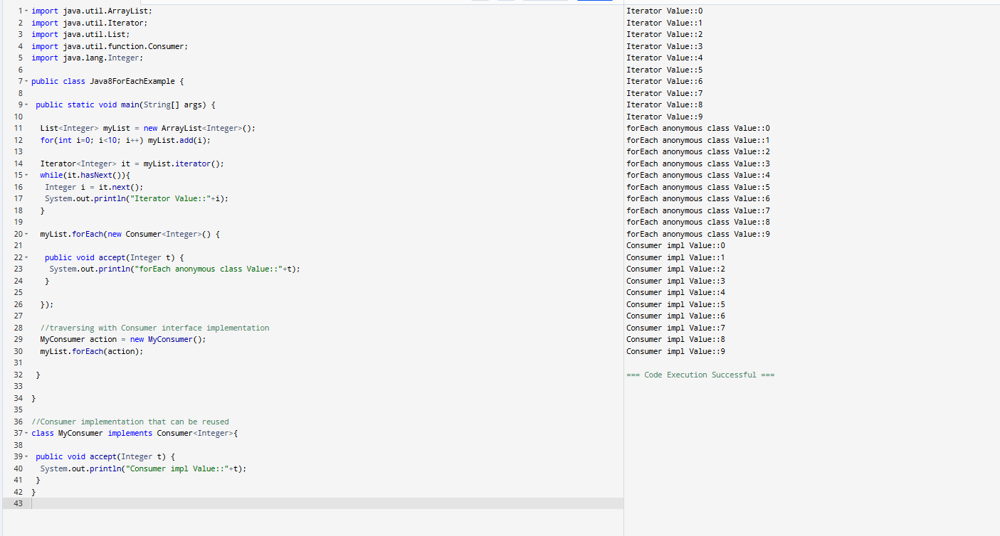 1 import java.util.ArrayList;
2 import java.util.Iterator;
3 import java.util.List;
4 import java.util.function.Consumer;
5 import java.lang.Integer;
6
7 public class Java8ForEachExample {
8
9 public static void main(String[] args) {
10
11 List<Integer> myList = new ArrayList<Integer>();
12 for(int i=0; i<10; i++) myList.add(i);
13
14 Iterator<Integer> it = myList.iterator();
15 while(it.hasNext()){
16 Integer i = it.next();
17 System.out.println("Iterator Value::"+i);
18 }
19
20 myList.forEach(new Consumer<Integer>() {
21
22 public void accept(Integer t) {
23 System.out.println("forEach anonymous class Value::"+t);
24 }
25
26 });
27
28 //traversing with Consumer interface implementation
29 MyConsumer action = new MyConsumer();
30 myList.forEach(action);
31
32 }
33
34 }
35
36 //Consumer implementation that can be reused
37 class MyConsumer implements Consumer<Integer>{
38
39 public void accept(Integer t) {
40 System.out.println("Consumer impl Value::"+t);
41 }
42 }
43
Iterator Value::0
Iterator Value::1
Iterator Value::2
Iterator Value::3
Iterator Value::4
Iterator Value::5
Iterator Value::6
Iterator Value::7
Iterator Value::8
Iterator Value::9
forEach anonymous class Value::0
forEach anonymous class Value::1
forEach anonymous class Value::2
forEach anonymous class Value::3
forEach anonymous class Value::4
forEach anonymous class Value::5
forEach anonymous class Value::6
forEach anonymous class Value::7
forEach anonymous class Value::8
forEach anonymous class Value::9
Consumer impl Value::0
Consumer impl Value::1
Consumer impl Value::2
Consumer impl Value::3
Consumer impl Value::4
Consumer impl Value::5
Consumer impl Value::6
Consumer impl Value::7
Consumer impl Value::8
Consumer impl Value::9
=== Code Execution Successful ===